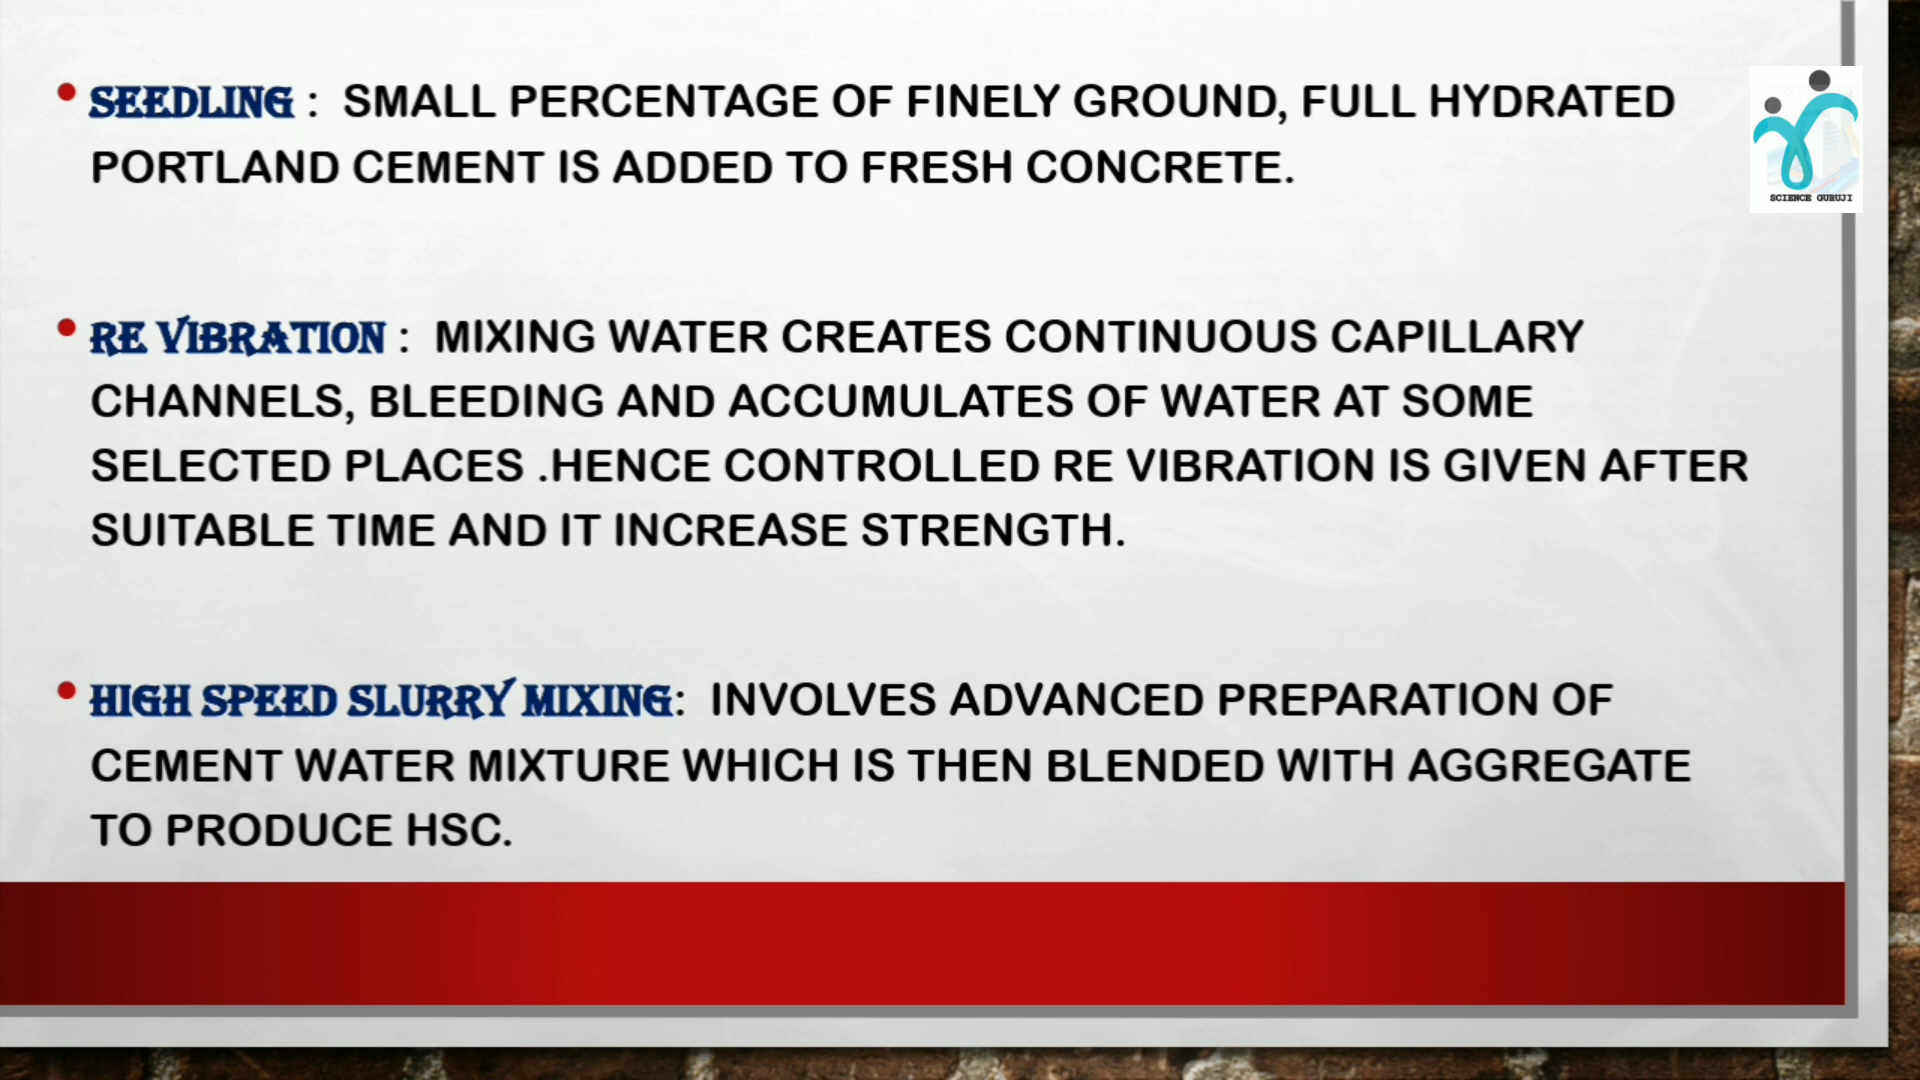 • SEEDLING : SMALL PERCENTAGE OF FINELY GROUND, FULL HYDRATED
PORTLAND CEMENT IS ADDED TO FRESH CONCRETE.
• RE VIBRATION : MIXING WATER CREATES CONTINUOUS CAPILLARY
CHANNELS, BLEEDING AND ACCUMULATES OF WATER AT SOME
SELECTED PLACES .HENCE CONTROLLED RE VIBRATION IS GIVEN AFTER
SUITABLE TIME AND IT INCREASE STRENGTH.
• HIGH SPEED SLURRY MIXING: INVOLVES ADVANCED PREPARATION OF
CEMENT WATER MIXTURE WHICH IS THEN BLENDED WITH AGGREGATE
TO PRODUCE HSC.
SCIENCE GURUJI